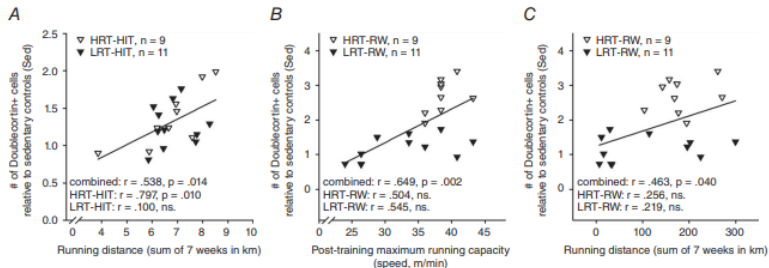 A
# of Doublecortin+ cells
relative to sedentary controls (Sed)
2.5
2.0
1.5
1.0
0.5
0.0
▽ HRT-HIT, n = 9
▼ LRT-HIT, n = 11
combined: r = .538, p = .014
HRT-HIT: r = .797, p = .010
LRT-HIT: r = .100, ns.
0 4 5 6 7 8 9 10
Running distance (sum of 7 weeks in km)
B
# of Doublecortin+ cells
relative to sedentary controls (Sed)
4
3
2
1
0
▽ HRT-RW, n = 9
▼ LRT-RW, n = 11
combined: r = .649, p = .002
HRT-RW: r = .504, ns.
LRT-RW: r = .545, ns.
0 25 30 35 40 45
Post-training maximum running capacity
(speed, m/min)
C
# of Doublecortin+ cells
relative to sedentary controls (Sed)
4
3
2
1
0
▽ HRT-RW, n = 9
▼ LRT-RW, n = 11
combined: r = .463, p = .040
HRT-RW: r = .256, ns.
LRT-RW: r = .219, ns.
0 100 200 300
Running distance (sum of 7 weeks in km)